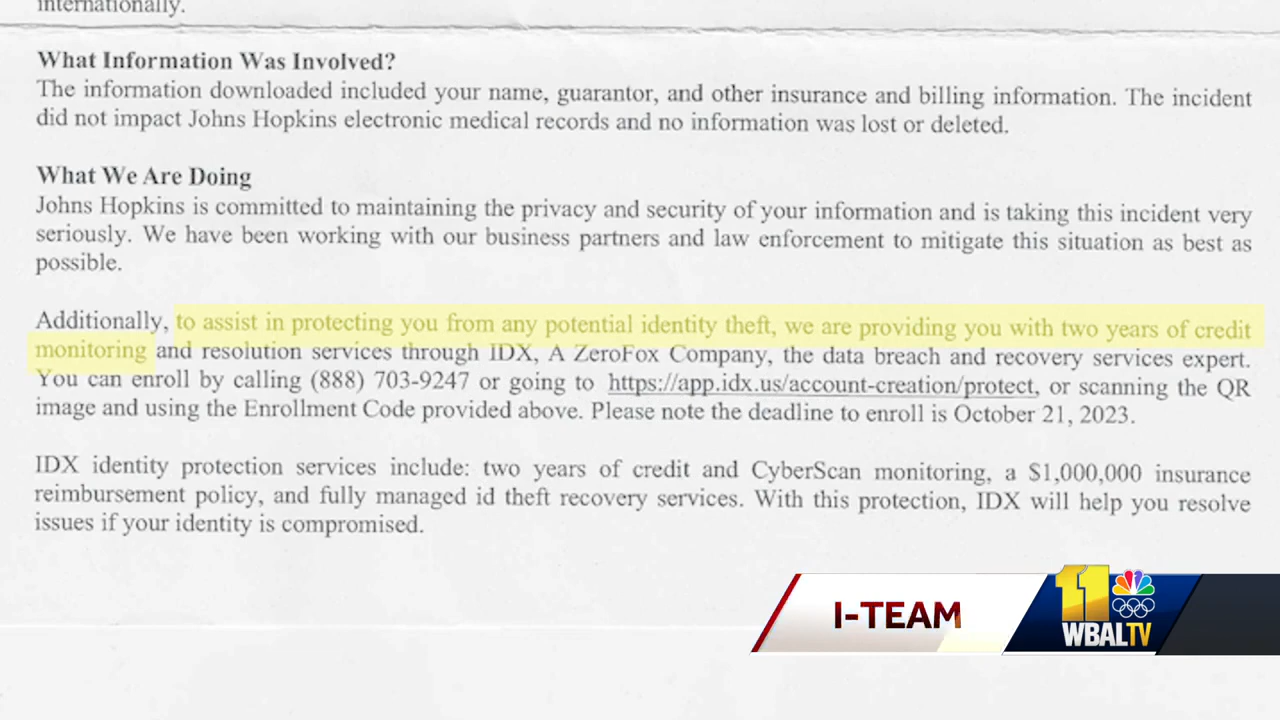 internationally.
What Information Was Involved?
The information downloaded included your name, guarantor, and other insurance and billing information. The incident
did not impact Johns Hopkins electronic medical records and no information was lost or deleted.
What We Are Doing
Johns Hopkins is committed to maintaining the privacy and security of your information and is taking this incident very
seriously. We have been working with our business partners and law enforcement to mitigate this situation as best as
possible.
Additionally, to assist in protecting you from any potential identity theft, we are providing you with two years of credit
monitoring and resolution services through IDX, A ZeroFox Company, the data breach and recovery services expert.
You can enroll by calling (888) 703-9247 or going to https://app.idx.us/account-creation/protect, or scanning the QR
image and using the Enrollment Code provided above. Please note the deadline to enroll is October 21, 2023.
IDX identity protection services include: two years of credit and CyberScan monitoring, a $1,000,000 insurance
reimbursement policy, and fully managed id theft recovery services. With this protection, IDX will help you resolve
issues if your identity is compromised.
I-TEAM
11
WBALTV